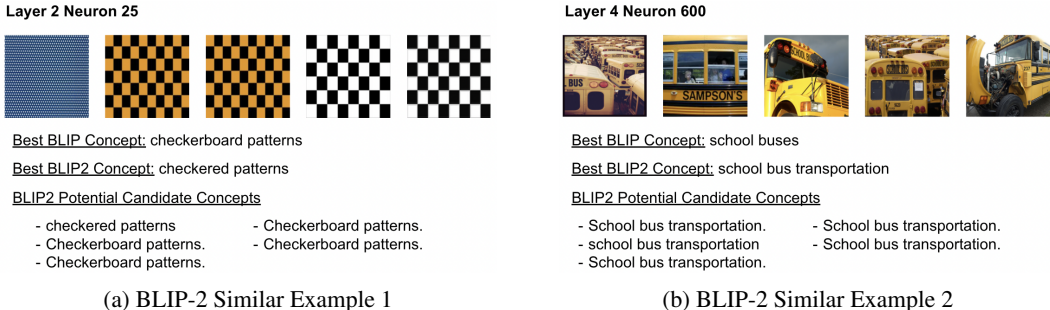 Layer 2 Neuron 25
Best BLIP Concept: checkerboard patterns
Best BLIP2 Concept: checkered patterns
BLIP2 Potential Candidate Concepts
- checkered patterns
- Checkerboard patterns.
- Checkerboard patterns.
- Checkerboard patterns.
- Checkerboard patterns.
(a) BLIP-2 Similar Example 1
Layer 4 Neuron 600
BUS
SAMPSON'S
SCHOOL BUS
Best BLIP Concept: school buses
Best BLIP2 Concept: school bus transportation
BLIP2 Potential Candidate Concepts
- School bus transportation.
- school bus transportation
- School bus transportation.
- School bus transportation.
- School bus transportation.
(b) BLIP-2 Similar Example 2